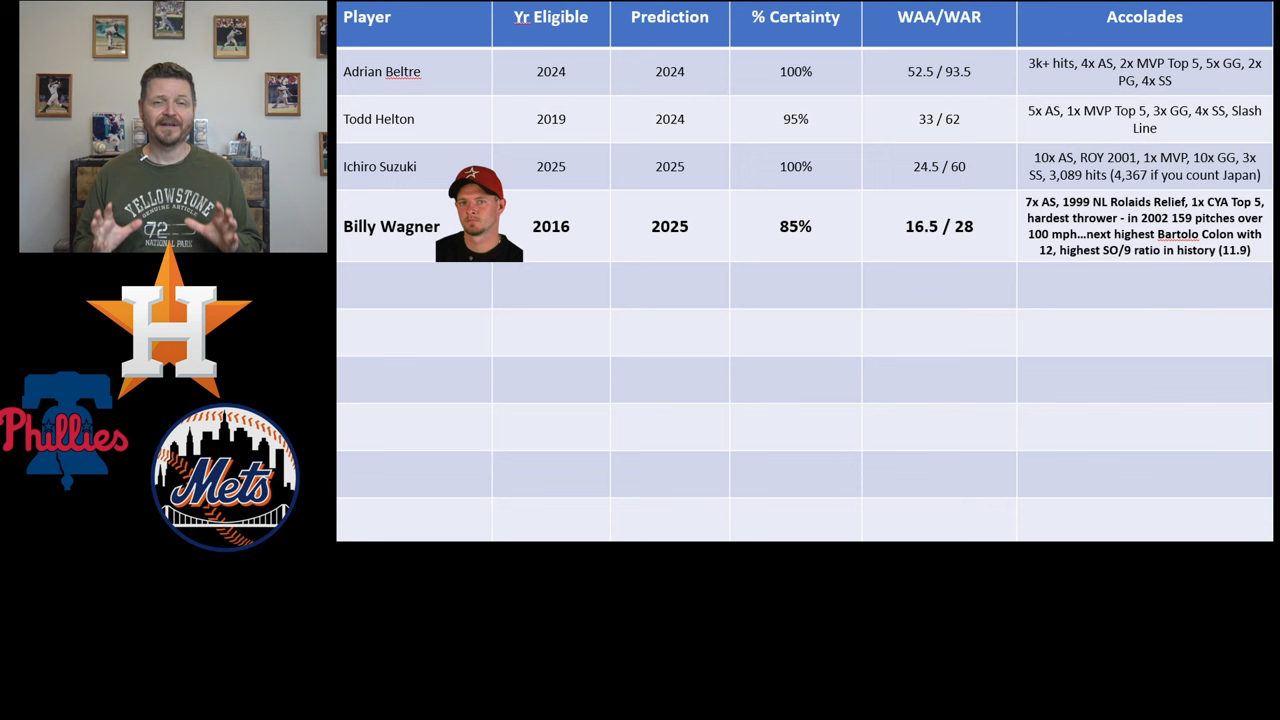 Player Yr Eligible Prediction % Certainty WAA/WAR Accolades
Adrian Beltre 2024 2024 100% 52.5 / 93.5 3k+ hits, 4x AS, 2x MVP Top 5, 5x GG, 2x
PG, 4x SS
Todd Helton 2019 2024 95% 33 / 62 5x AS, 1x MVP Top 5, 3x GG, 4x SS, Slash
Line
Ichiro Suzuki 2025 2025 100% 24.5 / 60 10x AS, ROY 2001, 1x MVP, 10x GG, 3x
SS, 3,089 hits (4,367 if you count Japan)
Billy Wagner 2016 2025 85% 16.5 / 28 7x AS, 1999 NL Rolaids Relief, 1x CYA Top 5,
hardest thrower - in 2002 159 pitches over
100 mph...next highest Bartolo Colon with
12, highest SO/9 ratio in history (11.9)
YELLOWSTONE
GENUINE ARTICLE
72
NATIONAL PARK
H
Phillies
Mets